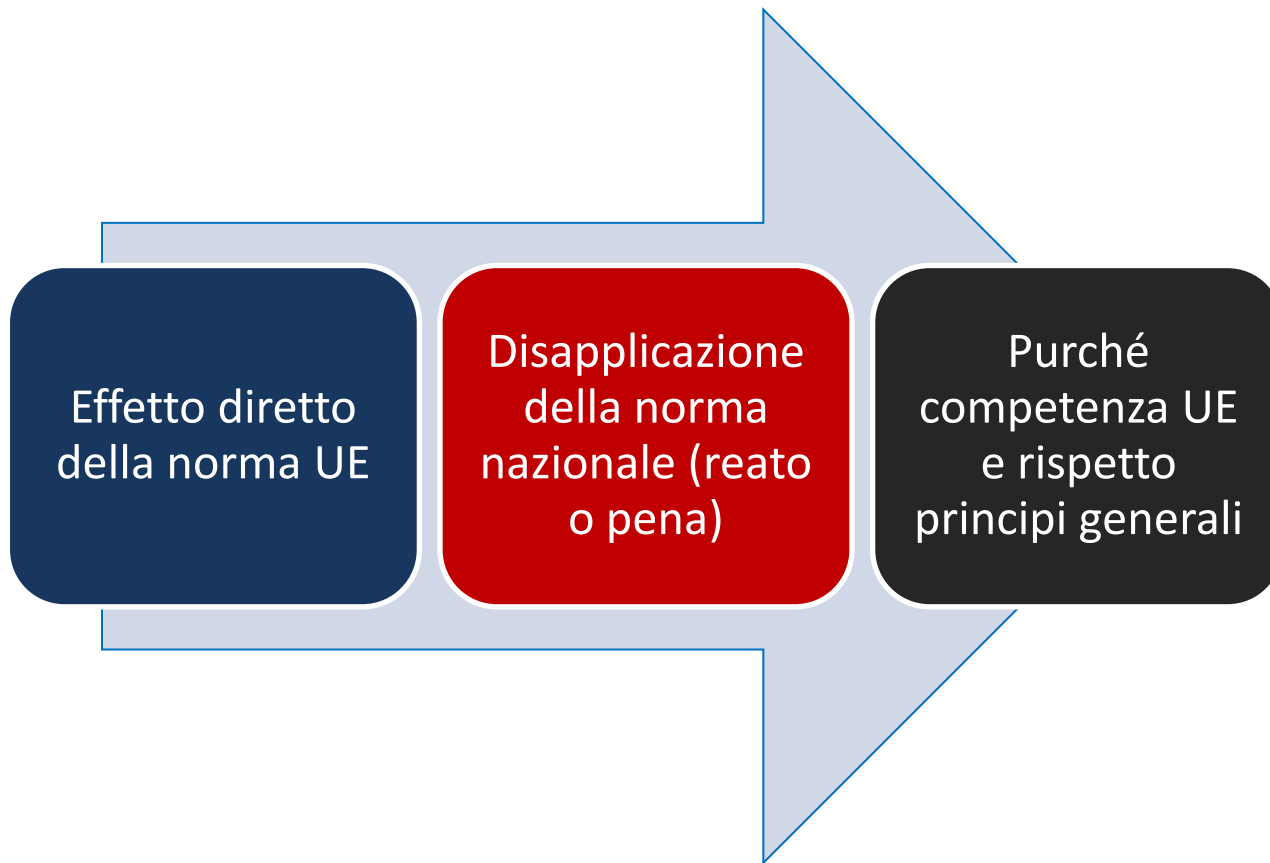 Effetto diretto
della norma UE
Disapplicazione
della norma
nazionale (reato
o pena)
Purché
competenza UE
e rispetto
principi generali